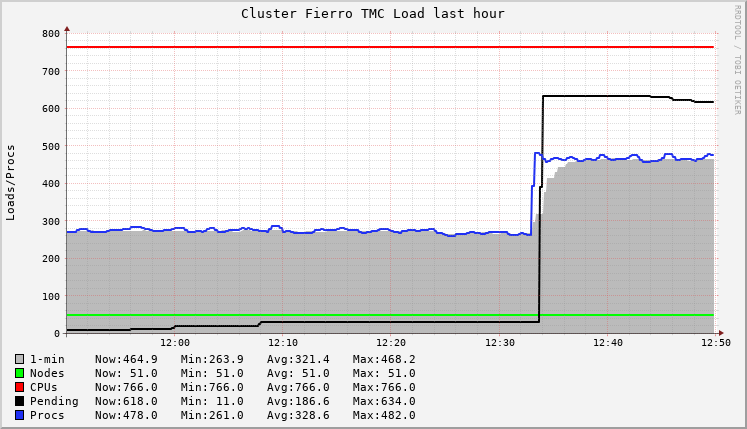 Cluster Fierro TMC Load last hour
RRDTOOL / TOBI OETIKER
Loads/Procs
800
700
600
500
400
300
200
100
0
12:00 12:10 12:20 12:30 12:40 12:50
1-min Now:464.9 Min:263.9 Avg:321.4 Max:468.2
Nodes Now: 51.0 Min: 51.0 Avg: 51.0 Max: 51.0
CPUs Now:766.0 Min:766.0 Avg:766.0 Max:766.0
Pending Now:618.0 Min: 11.0 Avg:186.6 Max:634.0
Procs Now:478.0 Min:261.0 Avg:328.6 Max:482.0